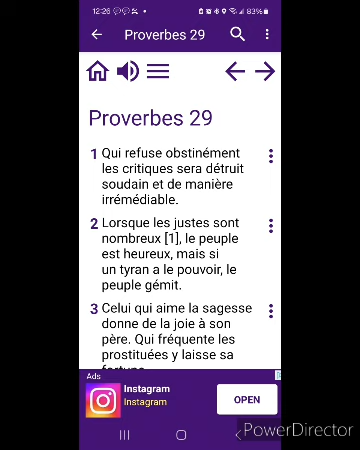 12:26
83%
Proverbes 29
Proverbes 29
1 Qui refuse obstinément
les critiques sera détruit
soudain et de manière
irrémédiable.
2 Lorsque les justes sont
nombreux [1], le peuple
est heureux, mais si
un tyran a le pouvoir, le
peuple gémit.
3 Celui qui aime la sagesse
donne de la joie à son
père. Qui fréquente les
prostituées y laisse sa
fortune.
Ads
Instagram
Instagram
OPEN
PowerDirector